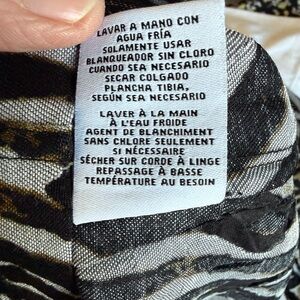 LAVAR A MANO CON
AGUA FRÍA
SOLAMENTE USAR
BLANQUEADOR SIN CLORO
CUANDO SEA NECESARIO
SECAR COLGADO
PLANCHA TIBIA,
SEGÚN SEA NECESARIO
LAVER À LA MAIN
À L'EAU FROIDE
AGENT DE BLANCHIMENT
SANS CHLORE SEULEMENT
SI NÉCESSAIRE
SÉCHER SUR CORDE À LINGE
REPASSAGE À BASSE
TEMPÉRATURE AU BESOIN